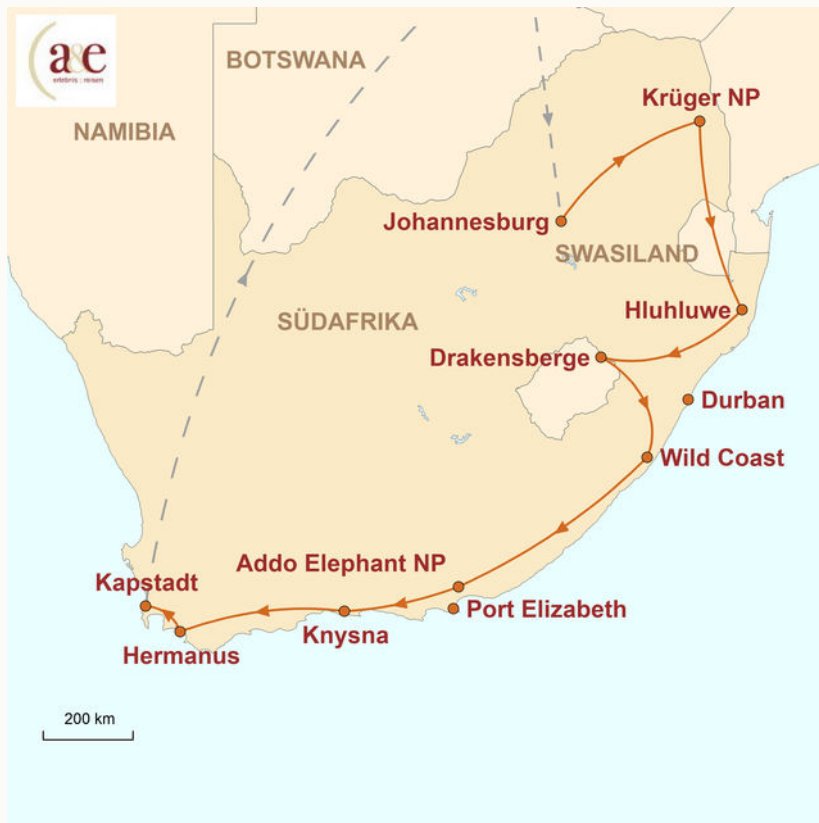 a&e
erlebnis : reisen
BOTSWANA
NAMIBIA
Krüger NP
Johannesburg
SWASILAND
Hluhluwe
SÜDAFRIKA
Drakensberge
Durban
Wild Coast
Addo Elephant NP
Kapstadt
Port Elizabeth
Knysna
Hermanus
200 km